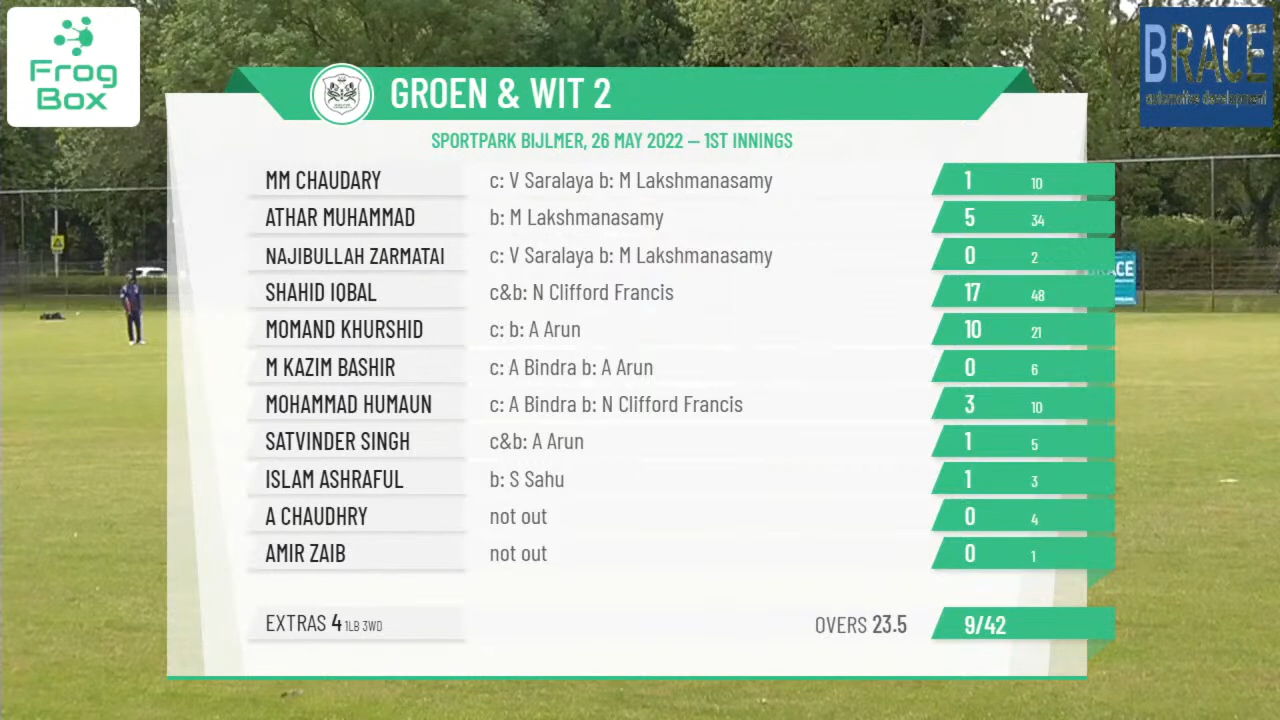 Frog
Box
BRACE
automotive development
GROEN & WIT 2
SPORTPARK BIJLMER, 26 MAY 2022 – 1ST INNINGS
MM CHAUDARY c: V Saralaya b: M Lakshmanasamy 1 10
ATHAR MUHAMMAD b: M Lakshmanasamy 5 34
NAJIBULLAH ZARMATAI c: V Saralaya b: M Lakshmanasamy 0 2
SHAHID IQBAL c&b: N Clifford Francis 17 48
MOMAND KHURSHID c: b: A Arun 10 21
M KAZIM BASHIR c: A Bindra b: A Arun 0 6
MOHAMMAD HUMAUN c: A Bindra b: N Clifford Francis 3 10
SATVINDER SINGH c&b: A Arun 1 5
ISLAM ASHRAFUL b: S Sahu 1 3
A CHAUDHRY not out 0 4
AMIR ZAIB not out 0 1
EXTRAS 4 1LB 3WD OVERS 23.5 9/42